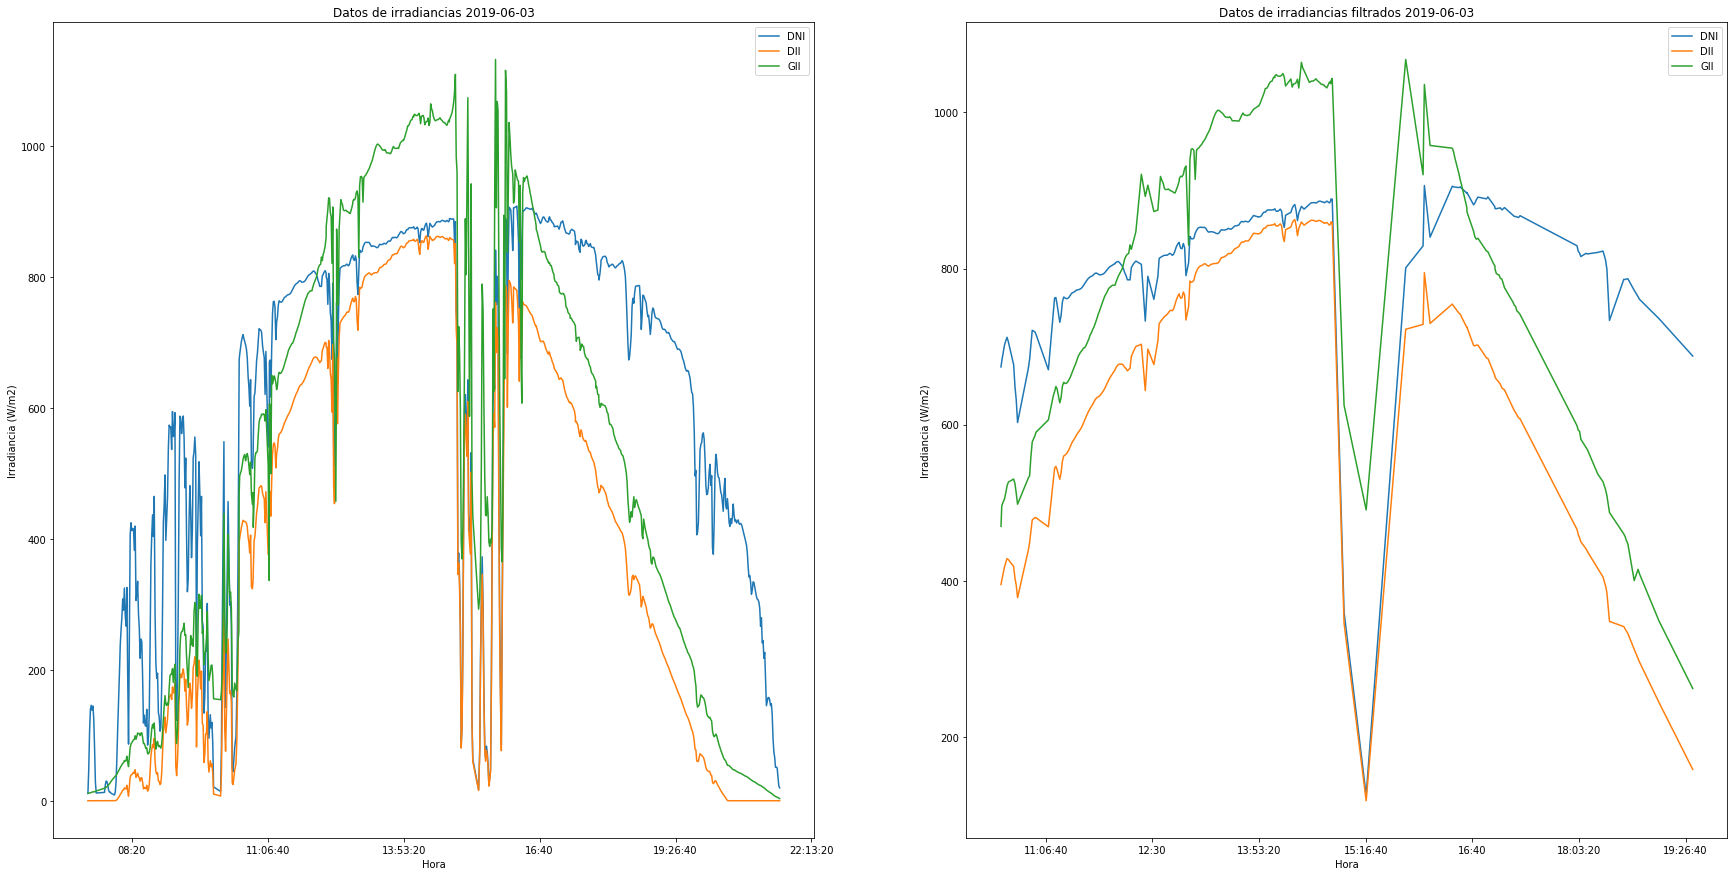 Datos de irradiancias 2019-06-03
DNI
DII
GII
1000
800
600
400
200
0
Irradiancia (W/m2)
08:20
11:06:40
13:53:20
16:40
19:26:40
22:13:20
Hora
Datos de irradiancias filtrados 2019-06-03
DNI
DII
GII
1000
800
600
400
200
Irradiancia (W/m2)
11:06:40
12:30
13:53:20
15:16:40
16:40
18:03:20
19:26:40
Hora